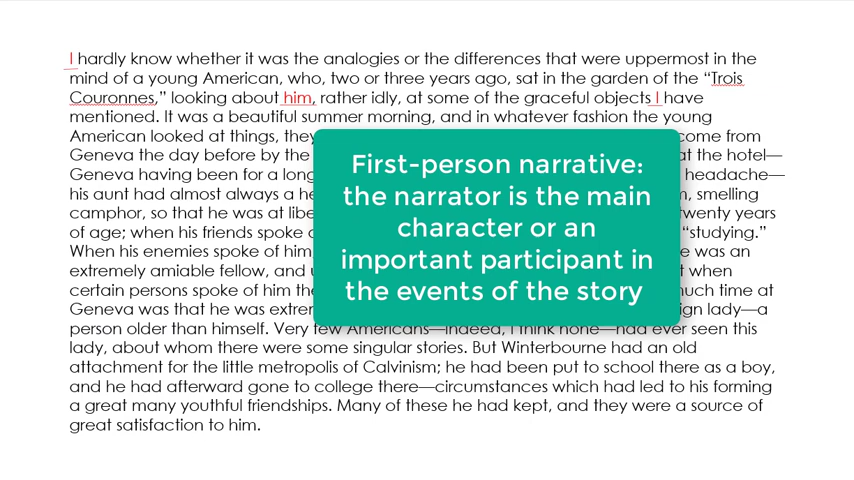 I hardly know whether it was the analogies or the differences that were uppermost in the
mind of a young American, who, two or three years ago, sat in the garden of the “Trois
Couronnes,” looking about him, rather idly, at some of the graceful objects I have
mentioned. It was a beautiful summer morning, and in whatever fashion the young
American looked at things, they come from
Geneva the day before by the at the hotel—
Geneva having been for a long headache—
his aunt had almost always a smelling
camphor, so that he was at twenty years
of age; when his friends spoke “studying.”
When his enemies spoke of him, was an
extremely amiable fellow, and when
certain persons spoke of him much time at
Geneva was that he was lady—a
person older than himself. Very few Americans—indeed, I think none—had ever seen this
lady, about whom there were some singular stories. But Winterbourne had an old
attachment for the little metropolis of Calvinism; he had been put to school there as a boy,
and he had afterward gone to college there—circumstances which had led to his forming
a great many youthful friendships. Many of these he had kept, and they were a source of
great satisfaction to him.
First-person narrative:
the narrator is the main
character or an
important participant in
the events of the story